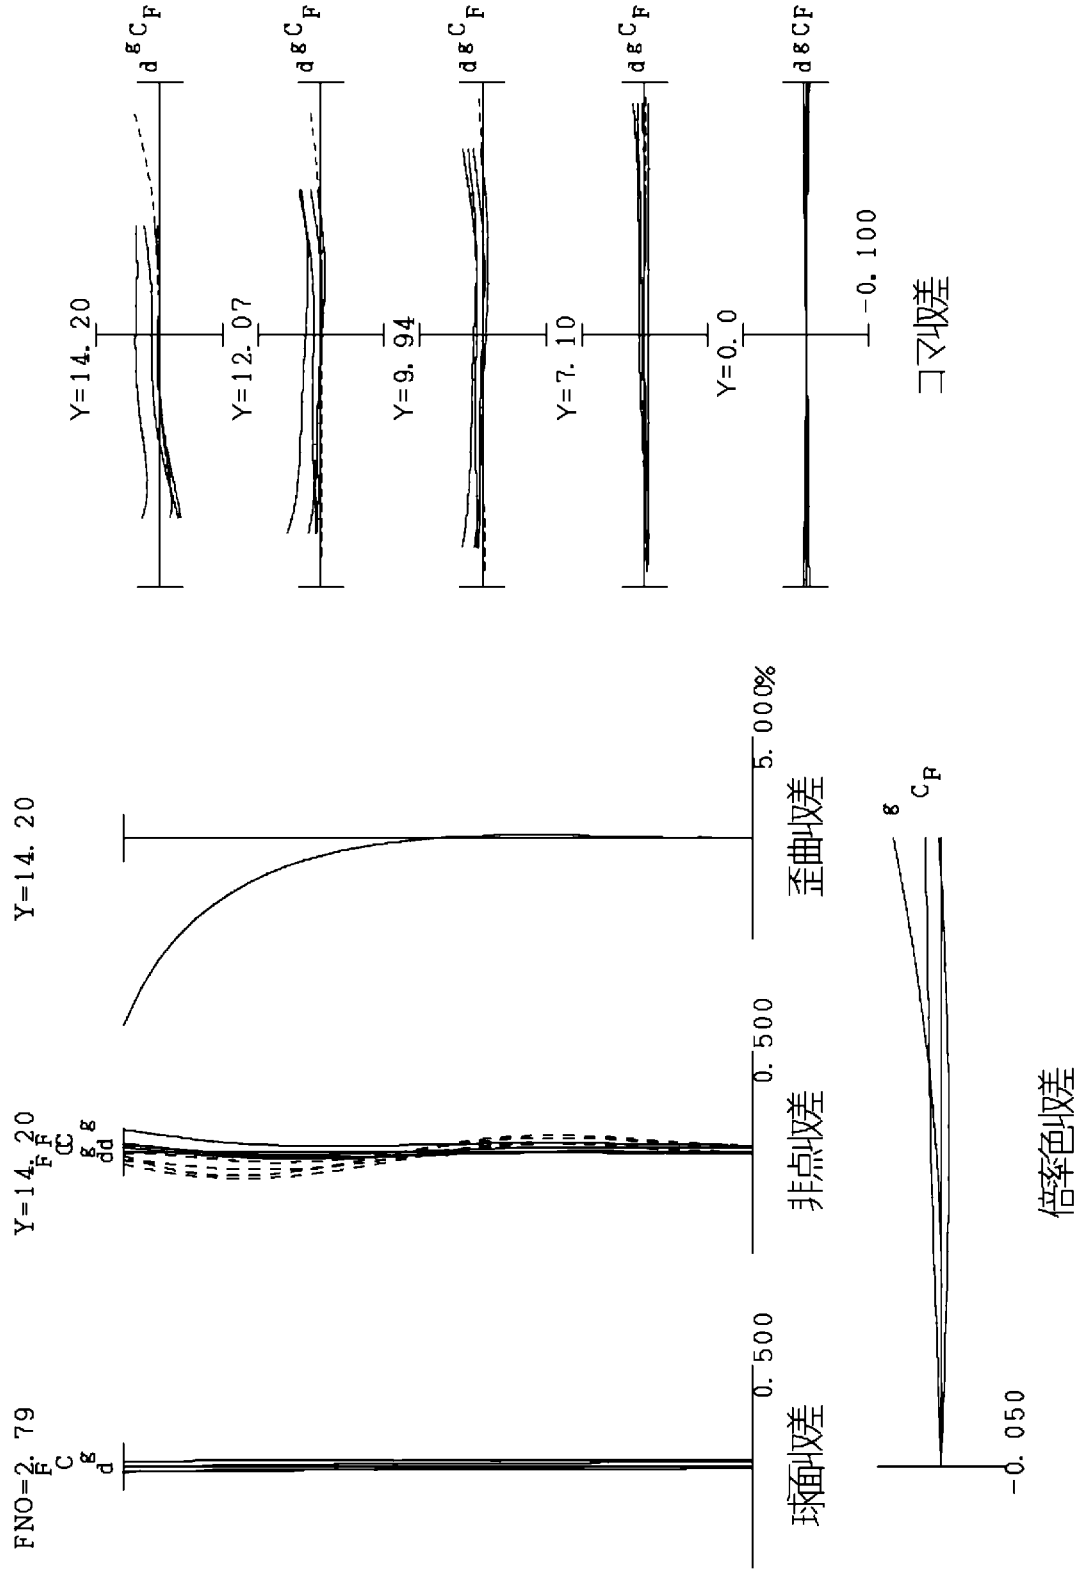 FNO=2. 79
F
C
g
d
0. 500
球面収差
Y=14. 20
F F
C C
g g
d d
0. 500
非点収差
Y=14. 20
5. 000%
歪曲収差
g
C
F
-0. 050
倍率色収差
Y=14. 20
d g C F
Y=12. 07
d g C F
Y=9. 94
d g C F
Y=7. 10
d g C F
Y=0. 0
d g C F
-0. 100
コマ収差